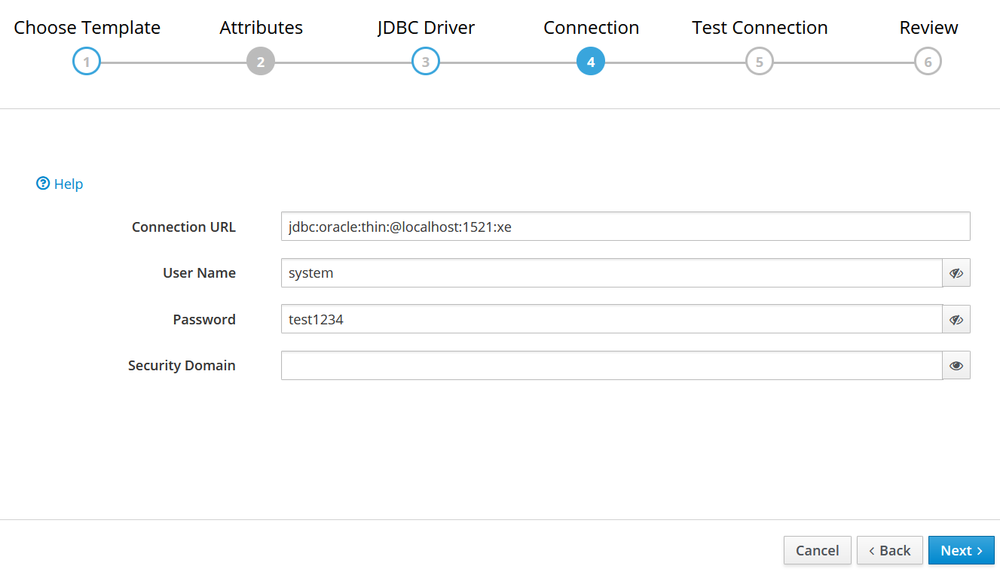 Choose Template Attributes JDBC Driver Connection Test Connection Review
1 2 3 4 5 6
Help
Connection URL jdbc:oracle:thin:@localhost:1521:xe
User Name system
Password test1234
Security Domain
Cancel ‹ Back Next ›